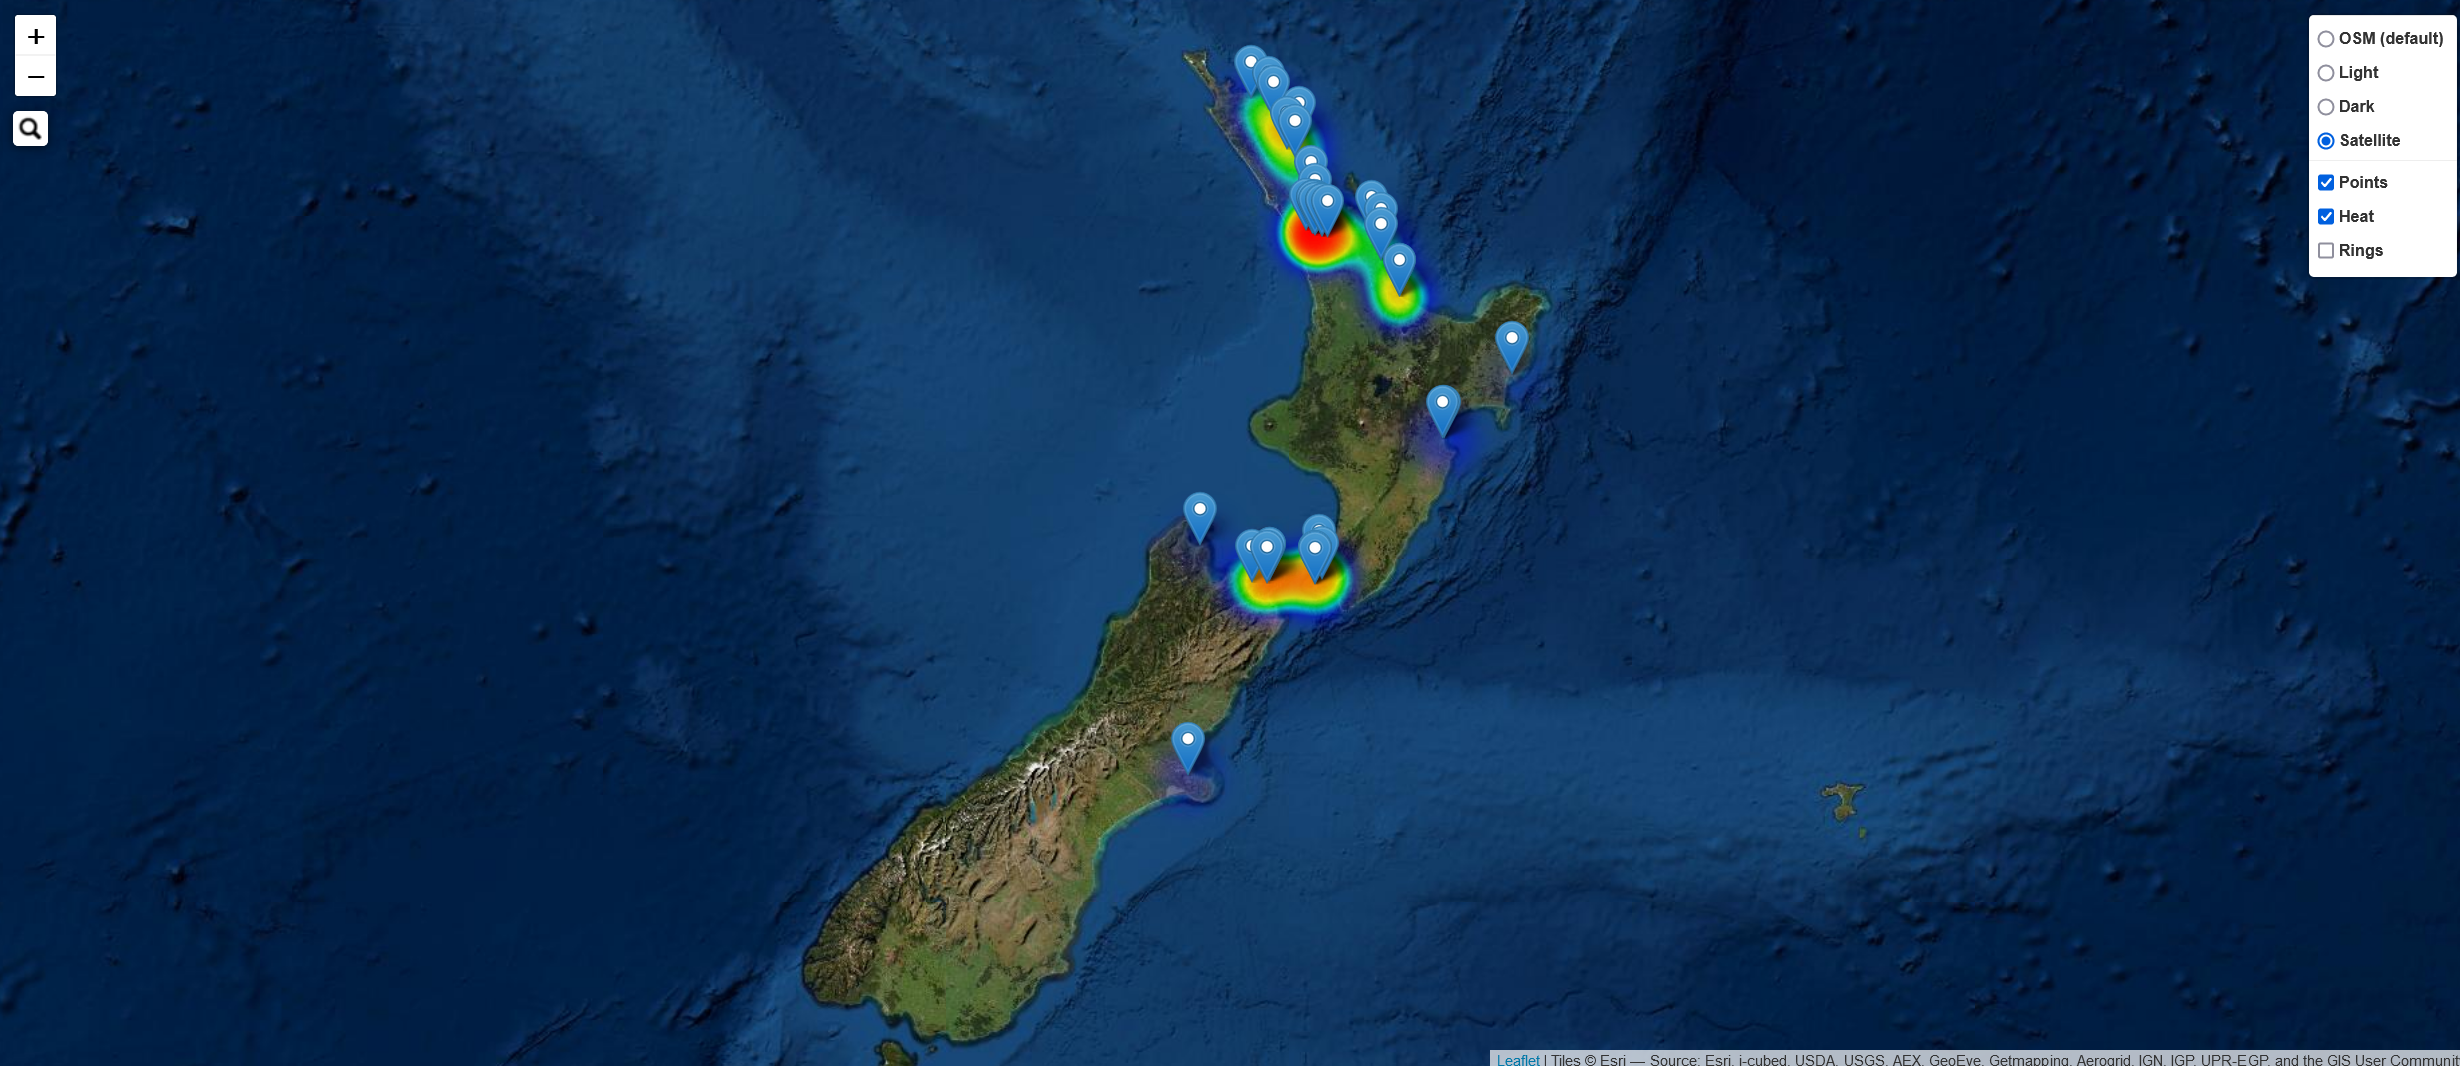 +
−
OSM (default)
Light
Dark
Satellite
Points
Heat
Rings
Leaflet | Tiles © Esri — Source: Esri, i-cubed, USDA, USGS, AEX, GeoEye, Getmapping, Aerogrid, IGN, IGP, UPR-EGP, and the GIS User Communit